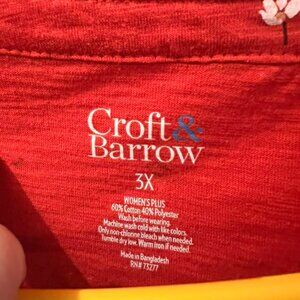 Croft&
Barrow
3X
WOMEN'S PLUS
60% Cotton 40% Polyester
Wash before wearing.
Machine wash cold with like colors.
Only non-chlorine bleach when needed.
Tumble dry low. Warm iron if needed.
Made in Bangladesh
RN# 73277